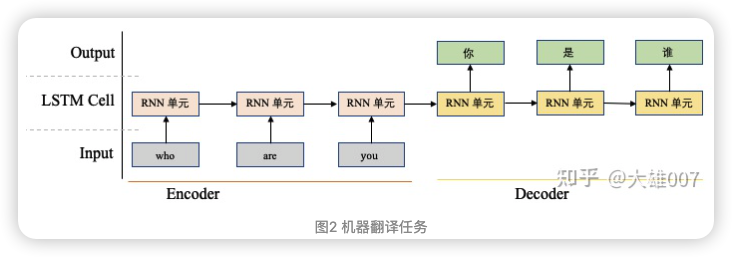 Output
你
是
谁
LSTM Cell
RNN 单元
RNN 单元
RNN 单元
RNN 单元
RNN 单元
RNN 单元
Input
who
are
you
Encoder
Decoder
知乎 @大雄007
图2 机器翻译任务